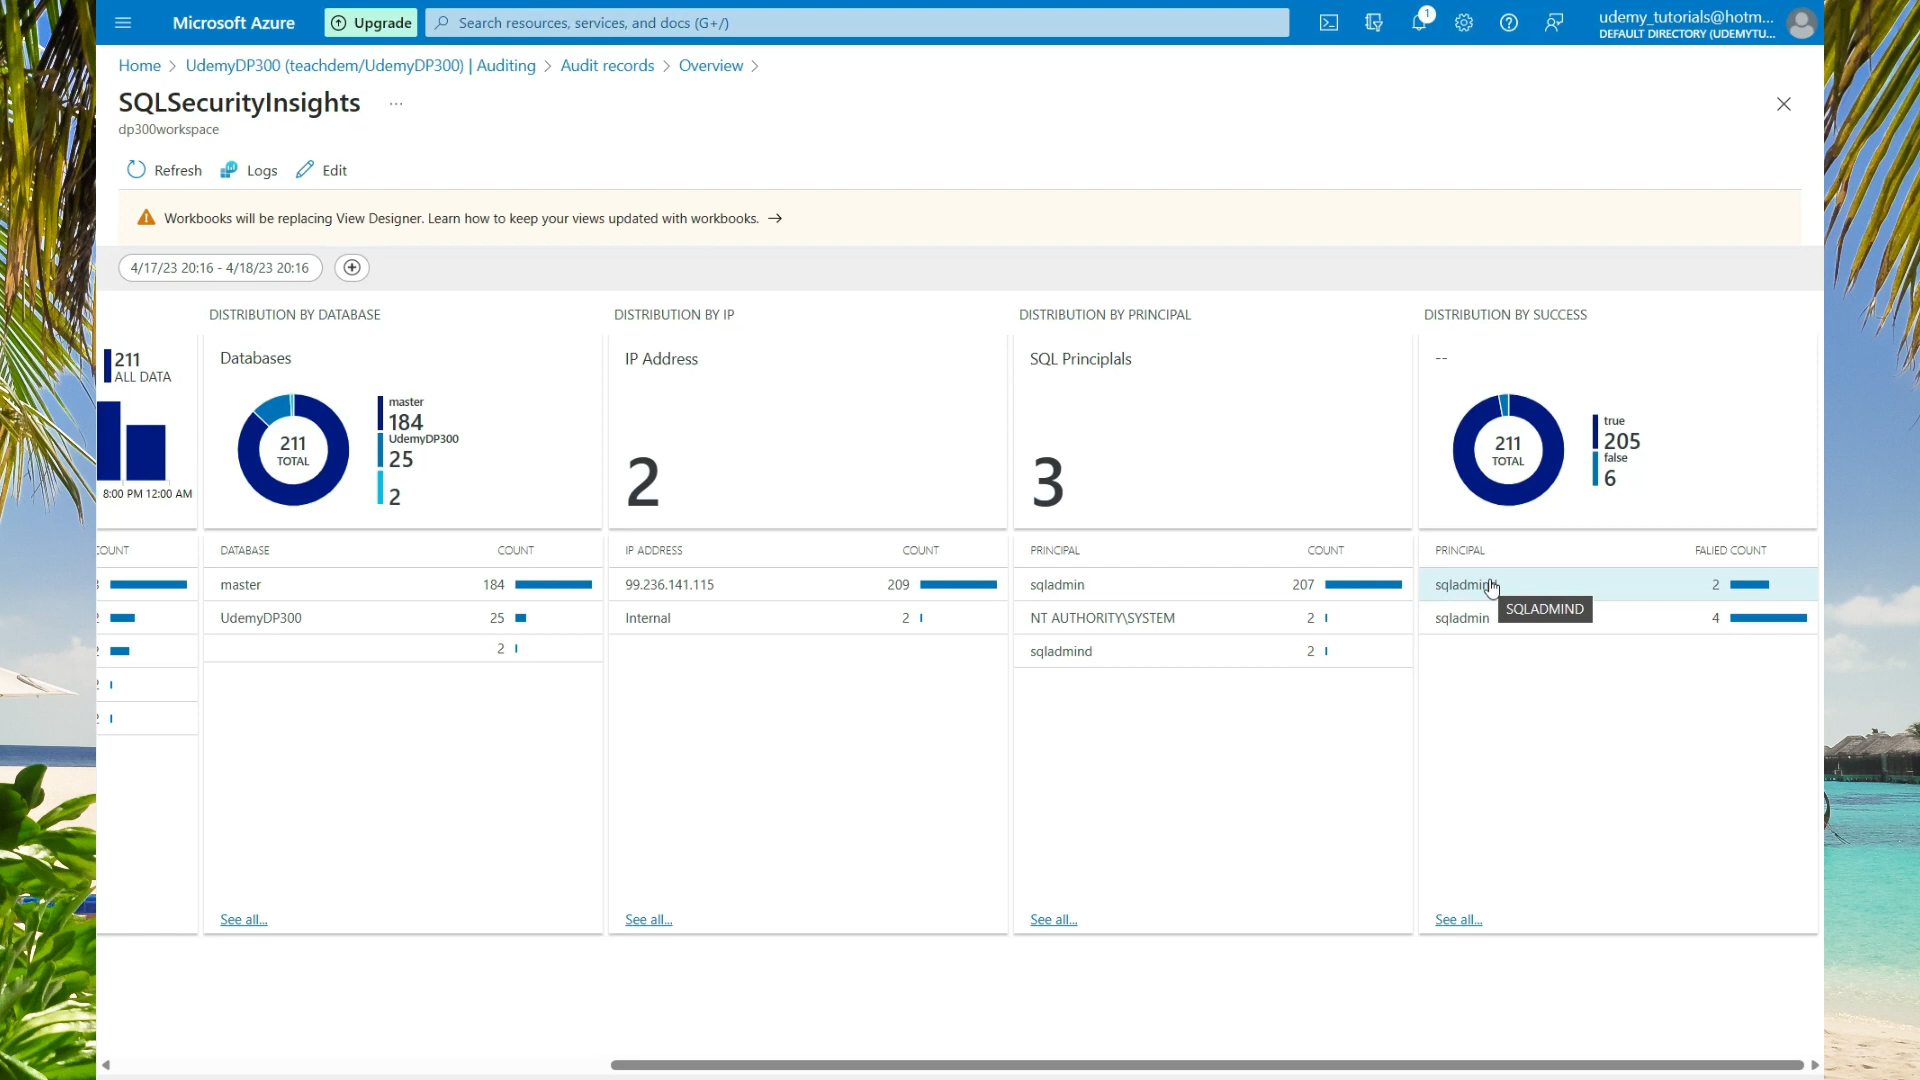 Microsoft Azure
Upgrade
Search resources, services, and docs (G+/)
1
udemy_tutorials@hotm...
DEFAULT DIRECTORY (UDEMYTU...
Home > UdemyDP300 (teachdem/UdemyDP300) | Auditing > Audit records > Overview >
SQLSecurityInsights ...
dp300workspace
Refresh
Logs
Edit
Workbooks will be replacing View Designer. Learn how to keep your views updated with workbooks. →
4/17/23 20:16 - 4/18/23 20:16
211
ALL DATA
8:00 PM 12:00 AM
OUNT
DISTRIBUTION BY DATABASE
Databases
211
TOTAL
master
184
UdemyDP300
25
2
DATABASE COUNT
master 184
UdemyDP300 25
2
See all...
DISTRIBUTION BY IP
IP Address
2
IP ADDRESS COUNT
99.236.141.115 209
Internal 2
See all...
DISTRIBUTION BY PRINCIPAL
SQL Principlals
3
PRINCIPAL COUNT
sqladmin 207
NT AUTHORITY\SYSTEM 2
sqladmind 2
See all...
DISTRIBUTION BY SUCCESS
--
211
TOTAL
true
205
false
6
PRINCIPAL FALIED COUNT
sqladmind 2
SQLADMIND
sqladmin 4
See all...